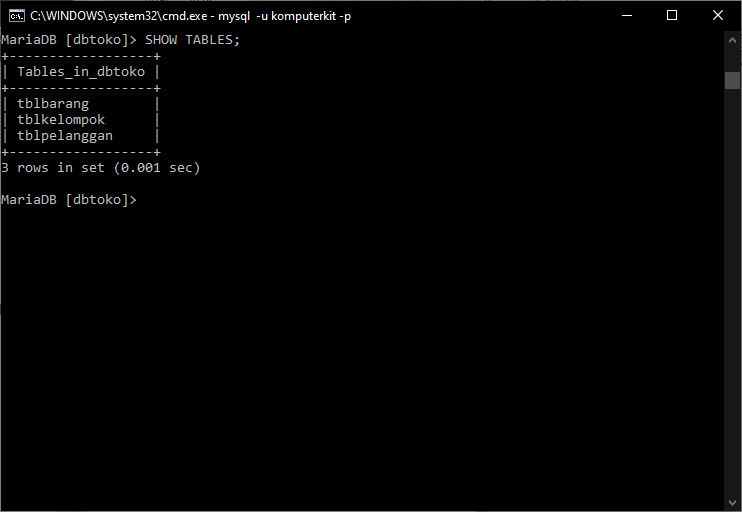 C:\WINDOWS\system32\cmd.exe - mysql  -u komputerkit -p
MariaDB [dbtoko]> SHOW TABLES;
+------------------+
| Tables_in_dbtoko |
+------------------+
| tblbarang        |
| tblkelompok      |
| tblpelanggan     |
+------------------+
3 rows in set (0.001 sec)

MariaDB [dbtoko]>